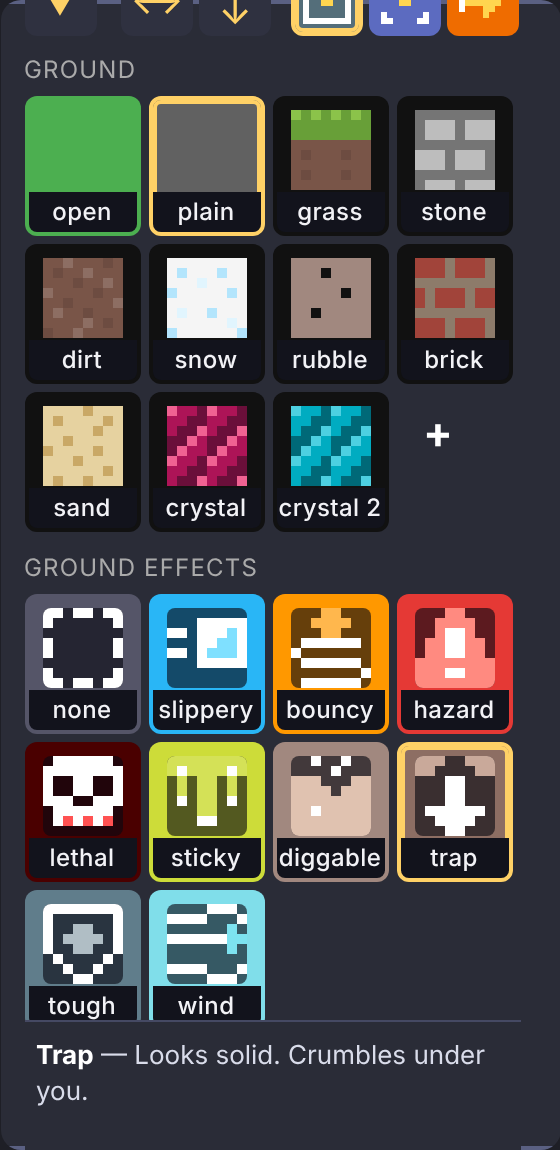 GROUND
open
plain
grass
stone
dirt
snow
rubble
brick
sand
crystal
crystal 2
+
GROUND EFFECTS
none
slippery
bouncy
hazard
lethal
sticky
diggable
trap
tough
wind
Trap — Looks solid. Crumbles under
you.